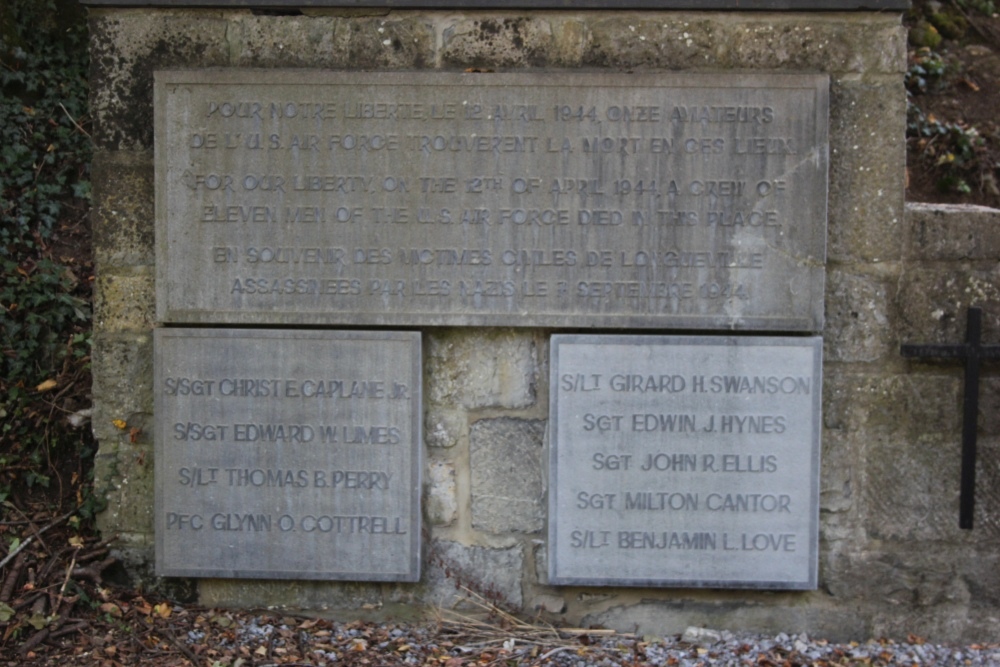 POUR NOTRE LIBERTE, LE 12 AVRIL 1944, ONZE AVIATEURS
DE L'U.S. AIR FORCE TROUVERENT LA MORT EN CES LIEUX.
FOR OUR LIBERTY, ON THE 12TH OF APRIL 1944, A CREW OF
ELEVEN MEN OF THE U.S. AIR FORCE DIED IN THIS PLACE.
EN SOUVENIR DES VICTIMES CIVILES DE LONGUEVILLE
ASSASSINEES PAR LES NAZIS LE 7 SEPTEMBRE 1944.
S/SGT CHRIST E. CAPLANE JR.
S/SGT EDWARD W. LIMES
S/LT THOMAS B. PERRY
PFC GLYNN O. COTTRELL
S/LT GIRARD H. SWANSON
SGT EDWIN J. HYNES
SGT JOHN R. ELLIS
SGT MILTON CANTOR
S/LT BENJAMIN L. LOVE